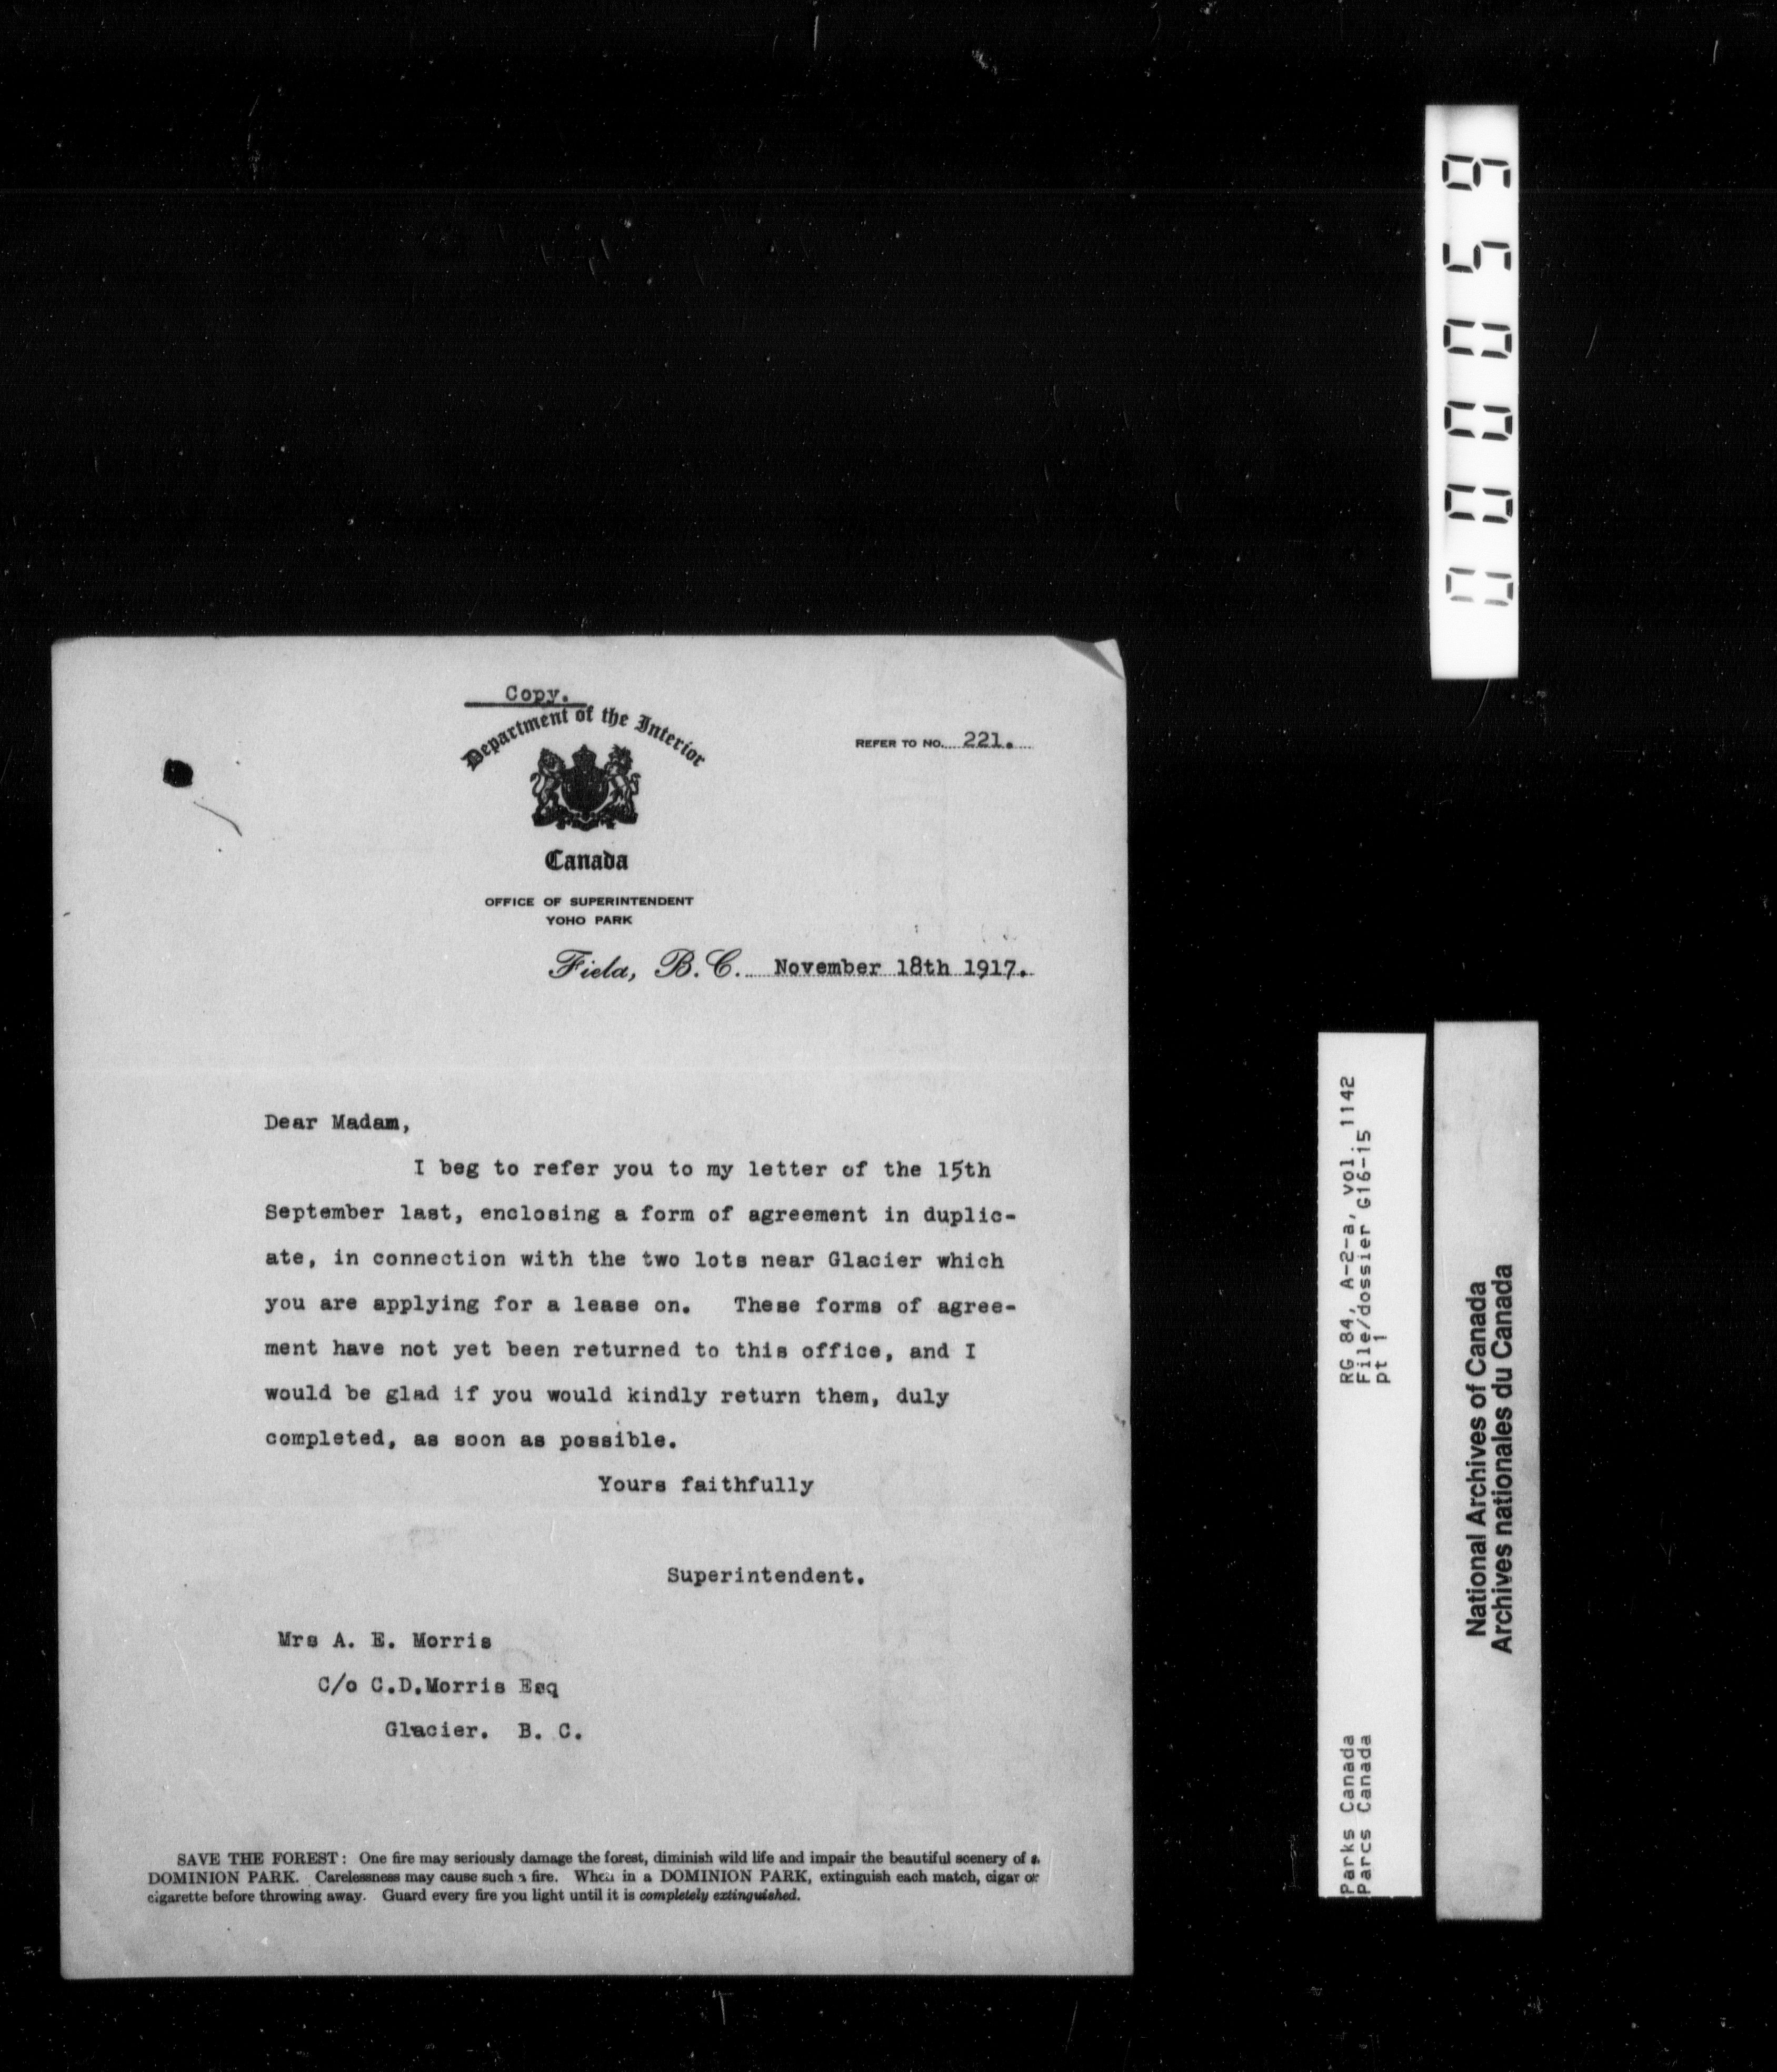 Copy.
Department of the Interior
Canada
REFER TO NO. 221.
OFFICE OF SUPERINTENDENT
YOHO PARK
Field, B.C. November 18th 1917.
Dear Madam,
I beg to refer you to my letter of the 15th
September last, enclosing a form of agreement in duplic-
ate, in connection with the two lots near Glacier which
you are applying for a lease on. These forms of agree-
ment have not yet been returned to this office, and I
would be glad if you would kindly return them, duly
completed, as soon as possible.
Yours faithfully
Superintendent.
Mrs A. E. Morris
C/o C.D.Morris Esq
Glacier. B. C.
SAVE THE FOREST: One fire may seriously damage the forest, diminish wild life and impair the beautiful scenery of a
DOMINION PARK. Carelessness may cause such a fire. When in a DOMINION PARK, extinguish each match, cigar or
cigarette before throwing away. Guard every fire you light until it is completely extinguished.
000059
RG 84, A-2-a, vol. 1142
File/dossier G16-15
pt 1
Parks Canada
Parcs Canada
National Archives of Canada
Archives nationales du Canada